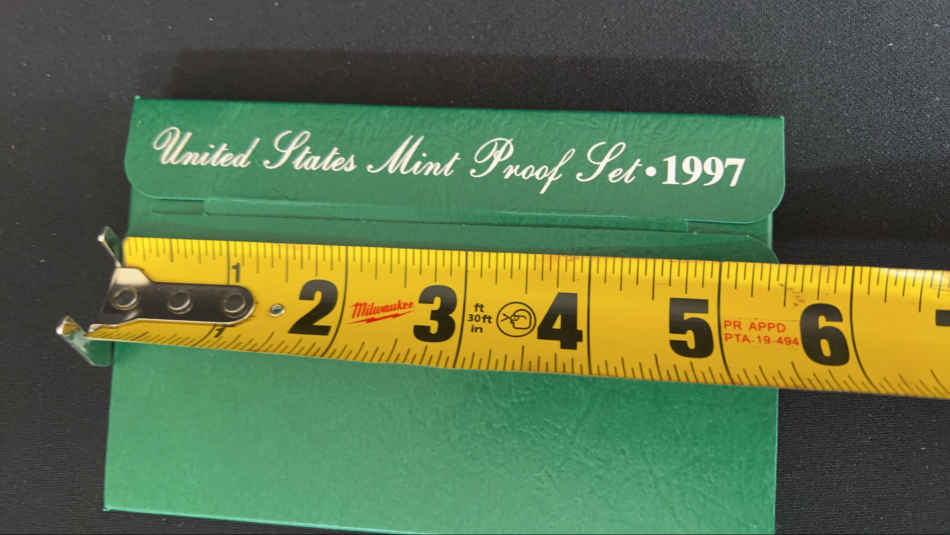 United States Mint Proof Set • 1997
1
2
Milwaukee
3
ft
30ft
in
4
5
PR APPD
PTA-19-494
6
1